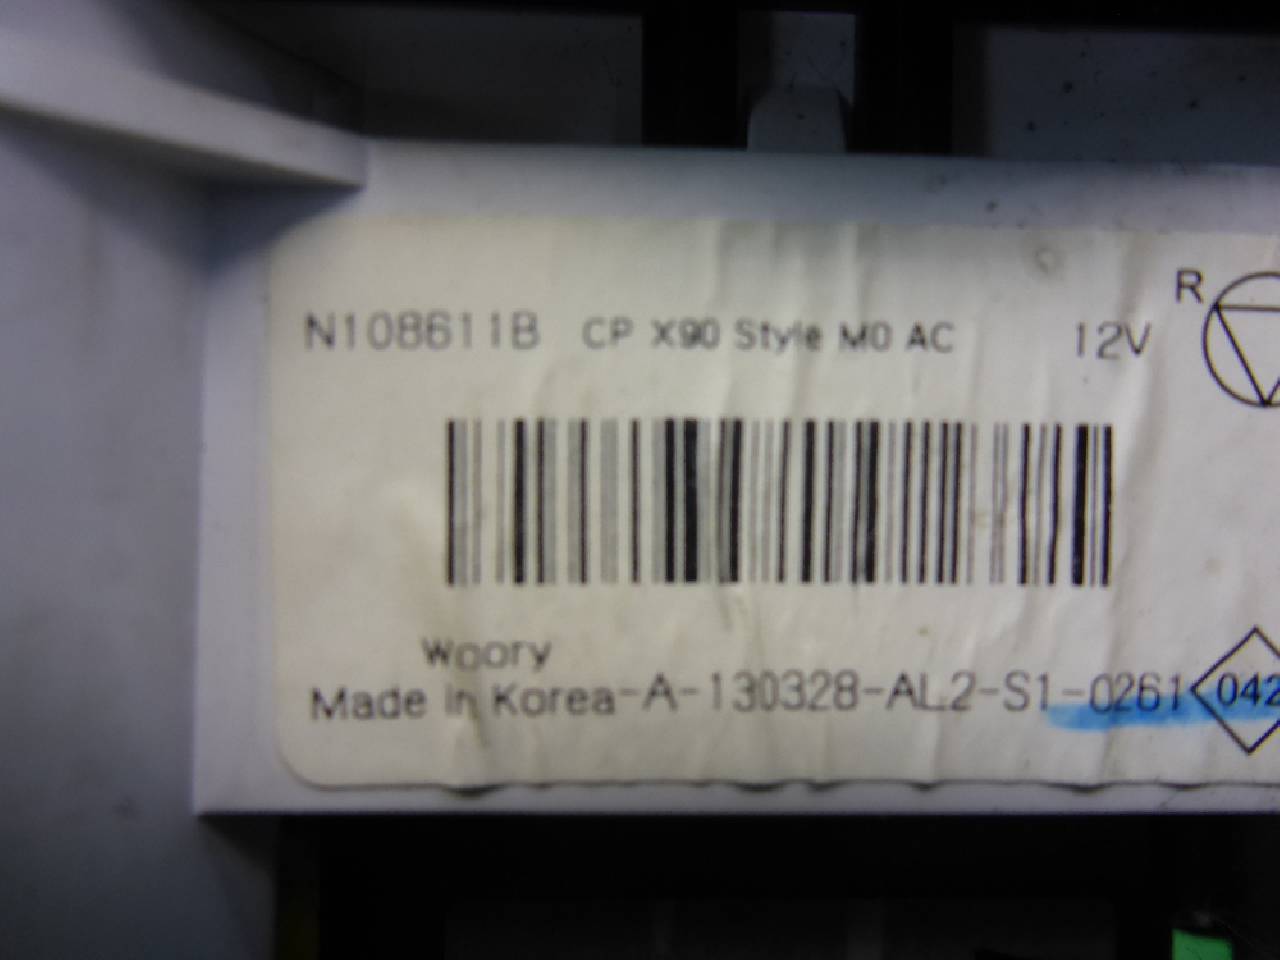 N108611B CP X90 Style M0 AC 12V R
Woory
Made in Korea-A-130328-AL2-S1-0261 042